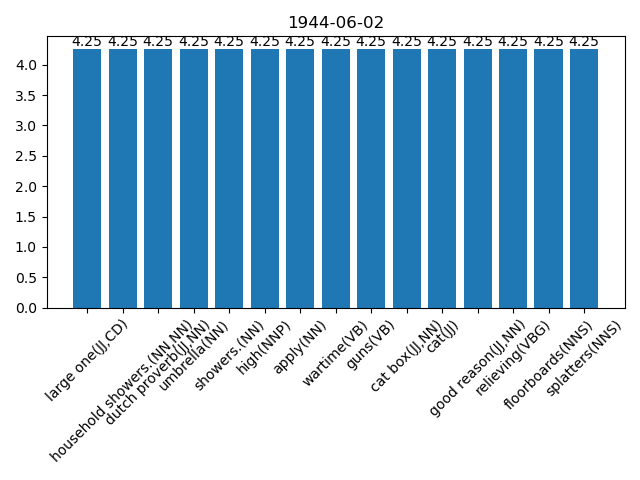 1944-06-02
4.25 4.25 4.25 4.25 4.25 4.25 4.25 4.25 4.25 4.25 4.25 4.25 4.25 4.25 4.25
4.0
3.5
3.0
2.5
2.0
1.5
1.0
0.5
0.0
large one(JJ,CD)
household showers.(NN,NN)
dutch proverb(JJ,NN)
umbrella(NN)
showers.(NN)
high(NNP)
apply(NN)
wartime(VB)
guns(VB)
cat box(JJ,NN)
cat(JJ)
good reason(JJ,NN)
relieving(VBG)
floorboards(NNS)
splatters(NNS)